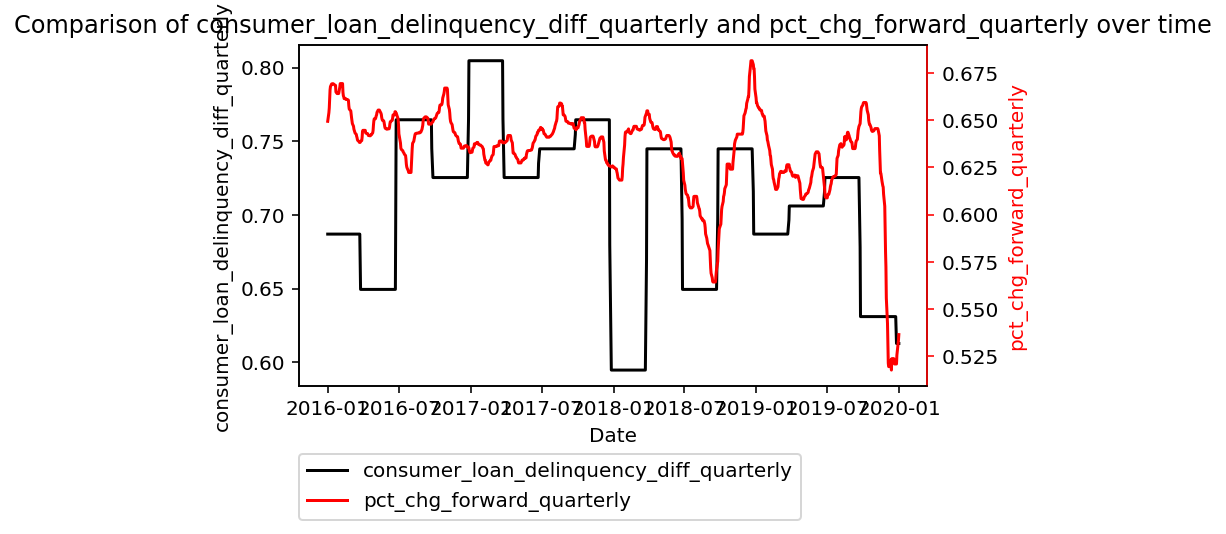 Comparison of consumer_loan_delinquency_diff_quarterly and pct_chg_forward_quarterly over time
consumer_loan_delinquency_diff_quarterly
0.80
0.75
0.70
0.65
0.60
0.675
0.650
0.625
0.600
0.575
0.550
0.525
pct_chg_forward_quarterly
2016-01 2016-07 2017-01 2017-07 2018-01 2018-07 2019-01 2019-07 2020-01
Date
consumer_loan_delinquency_diff_quarterly
pct_chg_forward_quarterly